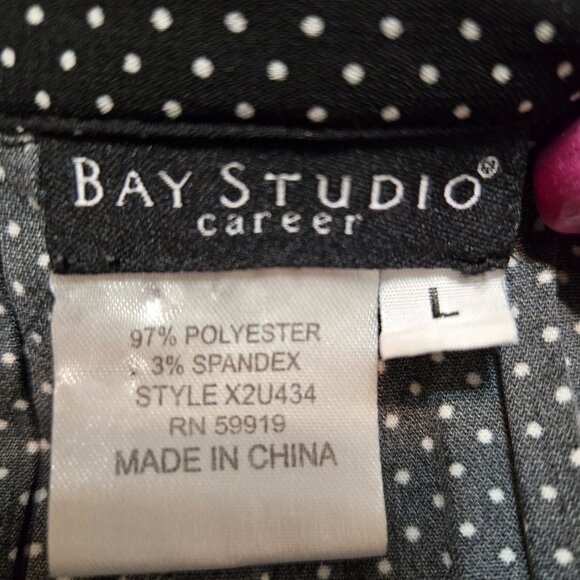 BAY STUDIO®
career
L
97% POLYESTER
3% SPANDEX
STYLE X2U434
RN 59919
MADE IN CHINA